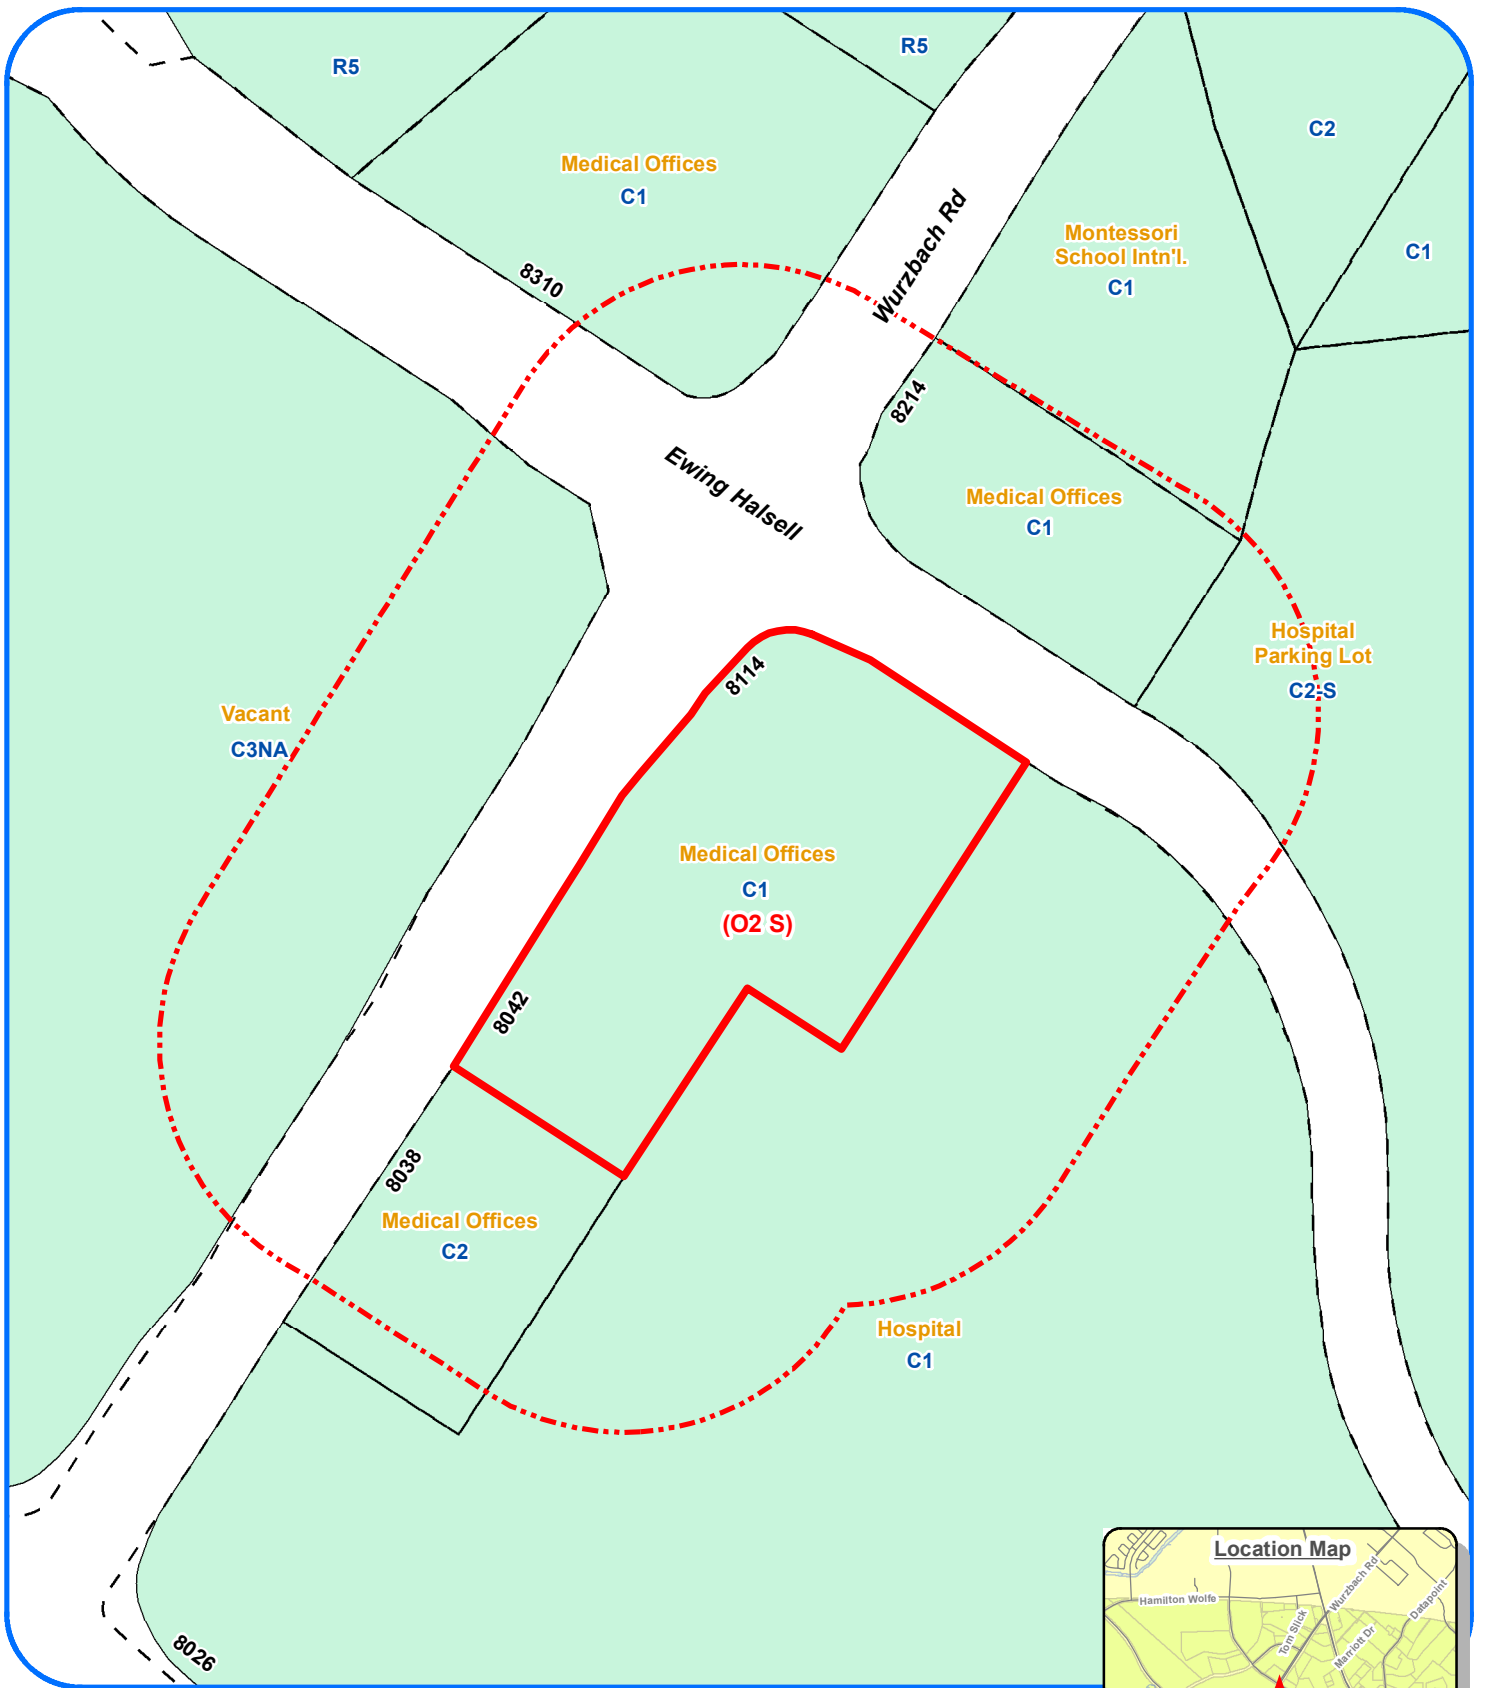 R5
R5
C2
Medical Offices
C1
Wurzbach Rd
Montessori
School Intn'l.
C1
C1
8310
8214
Ewing Halsell
Medical Offices
C1
Hospital
Parking Lot
C2-S
8114
Vacant
C3NA
Medical Offices
C1
(O2 S)
8042
8038
Medical Offices
C2
Hospital
C1
8026
Location Map
Hamilton Wolfe
Wurzbach Rd
Datapoint
Tom Slick
Marriott Dr